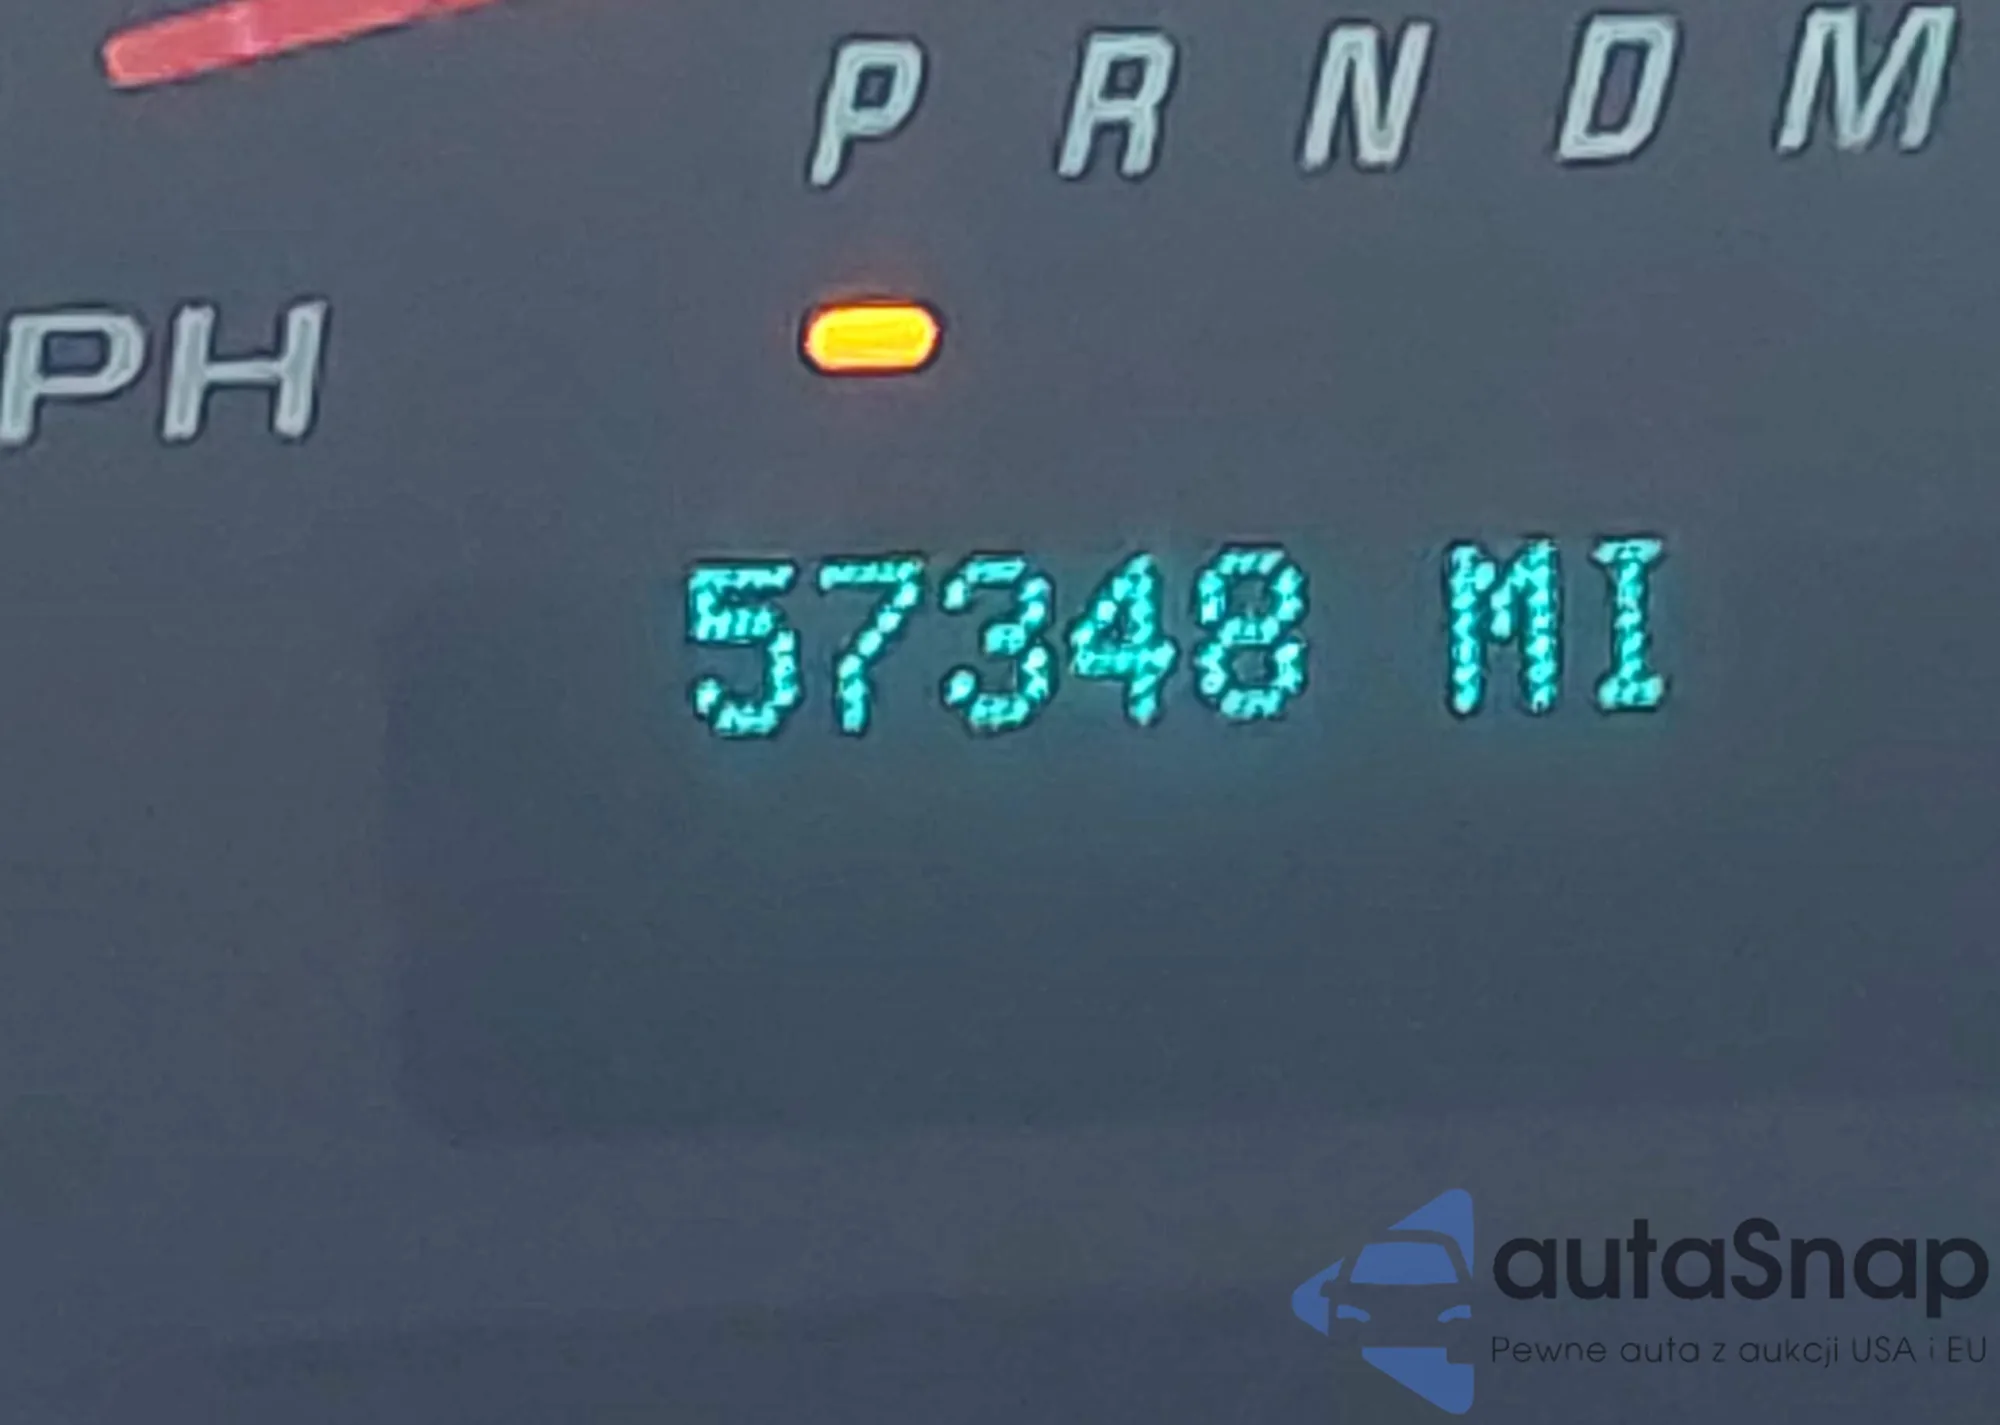 P R N D M
PH
57348 MI
autaSnap
Pewne auta z aukcji USA i EU